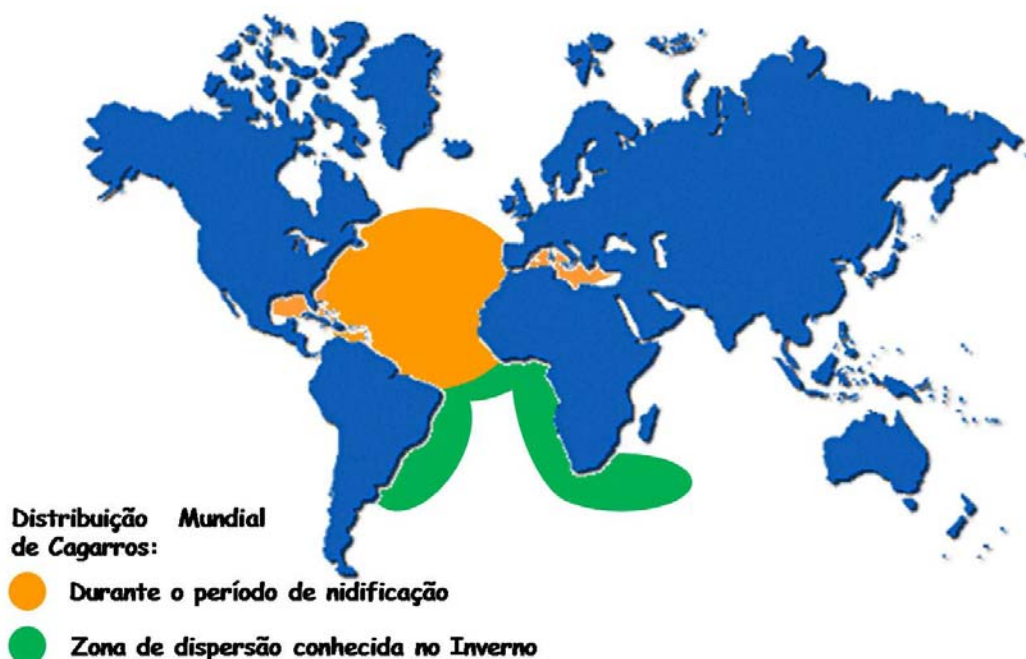 Distribuição Mundial
de Cagarros:
Durante o período de nidificação
Zona de dispersão conhecida no Inverno